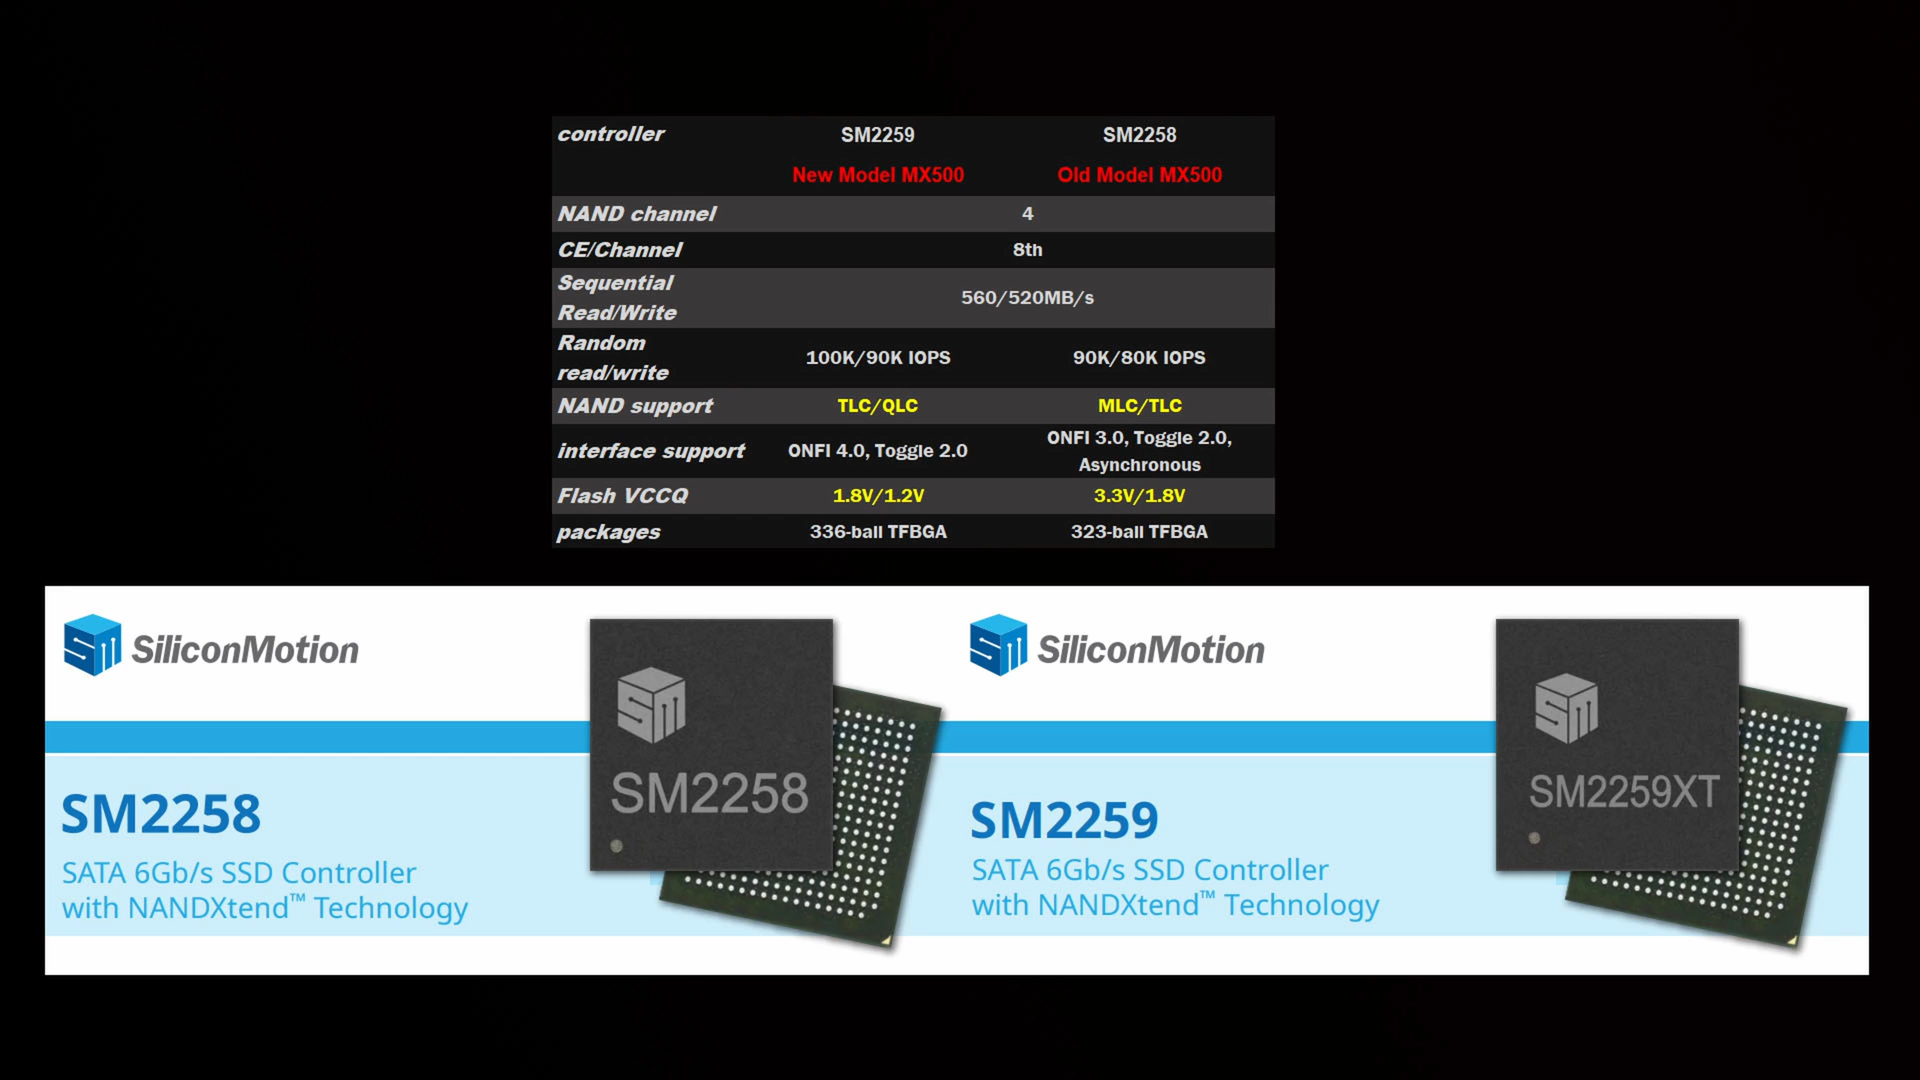 controller SM2259 SM2258
New Model MX500 Old Model MX500
NAND channel 4
CE/Channel 8th
Sequential
Read/Write 560/520MB/s
Random
read/write 100K/90K IOPS 90K/80K IOPS
NAND support TLC/QLC MLC/TLC
interface support ONFI 4.0, Toggle 2.0 ONFI 3.0, Toggle 2.0,
Asynchronous
Flash VCCQ 1.8V/1.2V 3.3V/1.8V
packages 336-ball TFBGA 323-ball TFBGA
SiliconMotion
SM
SM2258
SM2258
SATA 6Gb/s SSD Controller
with NANDXtend™ Technology
SiliconMotion
SM
SM2259XT
SM2259
SATA 6Gb/s SSD Controller
with NANDXtend™ Technology